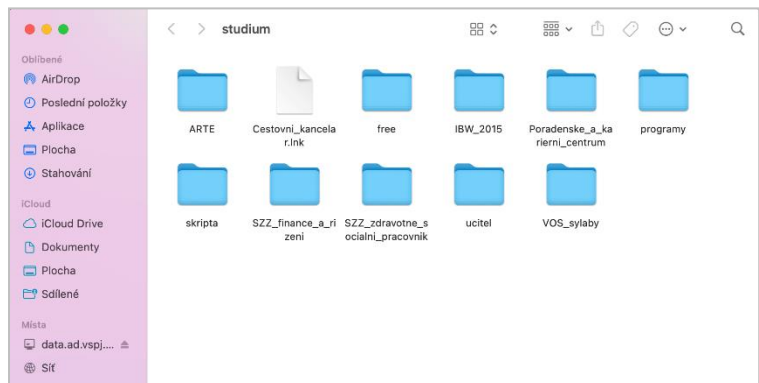 studium
Oblíbené
AirDrop
Poslední položky
Aplikace
Plocha
Stahování
iCloud
iCloud Drive
Dokumenty
Plocha
Sdílené
Místa
data.ad.vspj....
Síť
ARTE
Cestovni_kancela
r.lnk
free
IBW_2015
Poradenske_a_ka
rierni_centrum
programy
skripta
SZZ_finance_a_ri
zeni
SZZ_zdravotne_s
ocialni_pracovnik
ucitel
VOS_sylaby